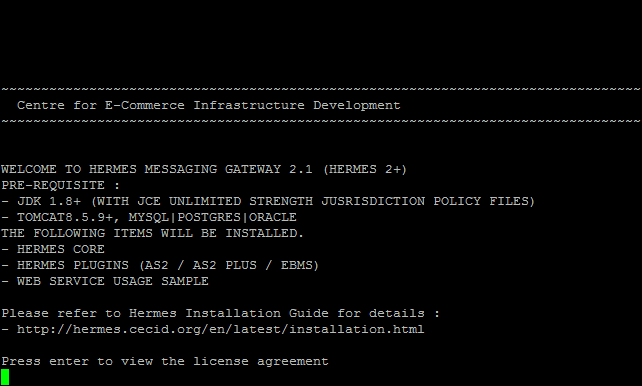 ~~~~~~~~~~~~~~~~~~~~~~~~~~~~~~~~~~~~~~~~~~~~~~~~~~~~~~~~~~~~~~~~~~~~~~~~~~~~~~~~
Centre for E-Commerce Infrastructure Development
~~~~~~~~~~~~~~~~~~~~~~~~~~~~~~~~~~~~~~~~~~~~~~~~~~~~~~~~~~~~~~~~~~~~~~~~~~~~~~~~
WELCOME TO HERMES MESSAGING GATEWAY 2.1 (HERMES 2+)
PRE-REQUISITE :
- JDK 1.8+ (WITH JCE UNLIMITED STRENGTH JUSRISDICTION POLICY FILES)
- TOMCAT8.5.9+, MYSQL|POSTGRES|ORACLE
THE FOLLOWING ITEMS WILL BE INSTALLED.
- HERMES CORE
- HERMES PLUGINS (AS2 / AS2 PLUS / EBMS)
- WEB SERVICE USAGE SAMPLE
Please refer to Hermes Installation Guide for details :
- http://hermes.cecid.org/en/latest/installation.html
Press enter to view the license agreement